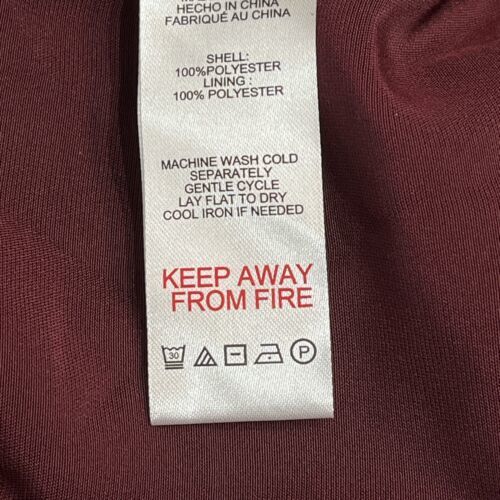 HECHO IN CHINA
FABRIQUÉ AU CHINA
SHELL:
100%POLYESTER
LINING :
100% POLYESTER
MACHINE WASH COLD
SEPARATELY
GENTLE CYCLE
LAY FLAT TO DRY
COOL IRON IF NEEDED
KEEP AWAY
FROM FIRE
30 P